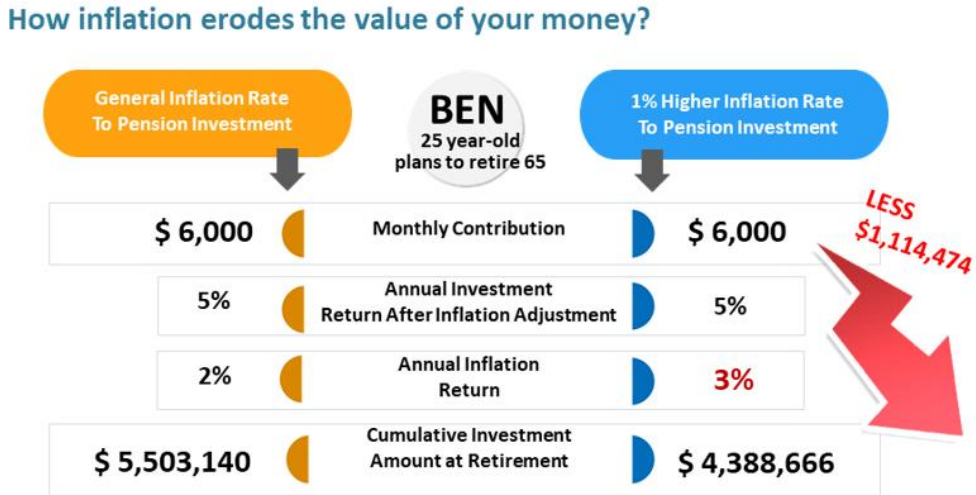 How inflation erodes the value of your money?
General Inflation Rate
To Pension Investment
BEN
25 year-old
plans to retire 65
1% Higher Inflation Rate
To Pension Investment
LESS
$1,114,474
$ 6,000
Monthly Contribution
$ 6,000
5%
Annual Investment
Return After Inflation Adjustment
5%
2%
Annual Inflation
Return
3%
$ 5,503,140
Cumulative Investment
Amount at Retirement
$ 4,388,666